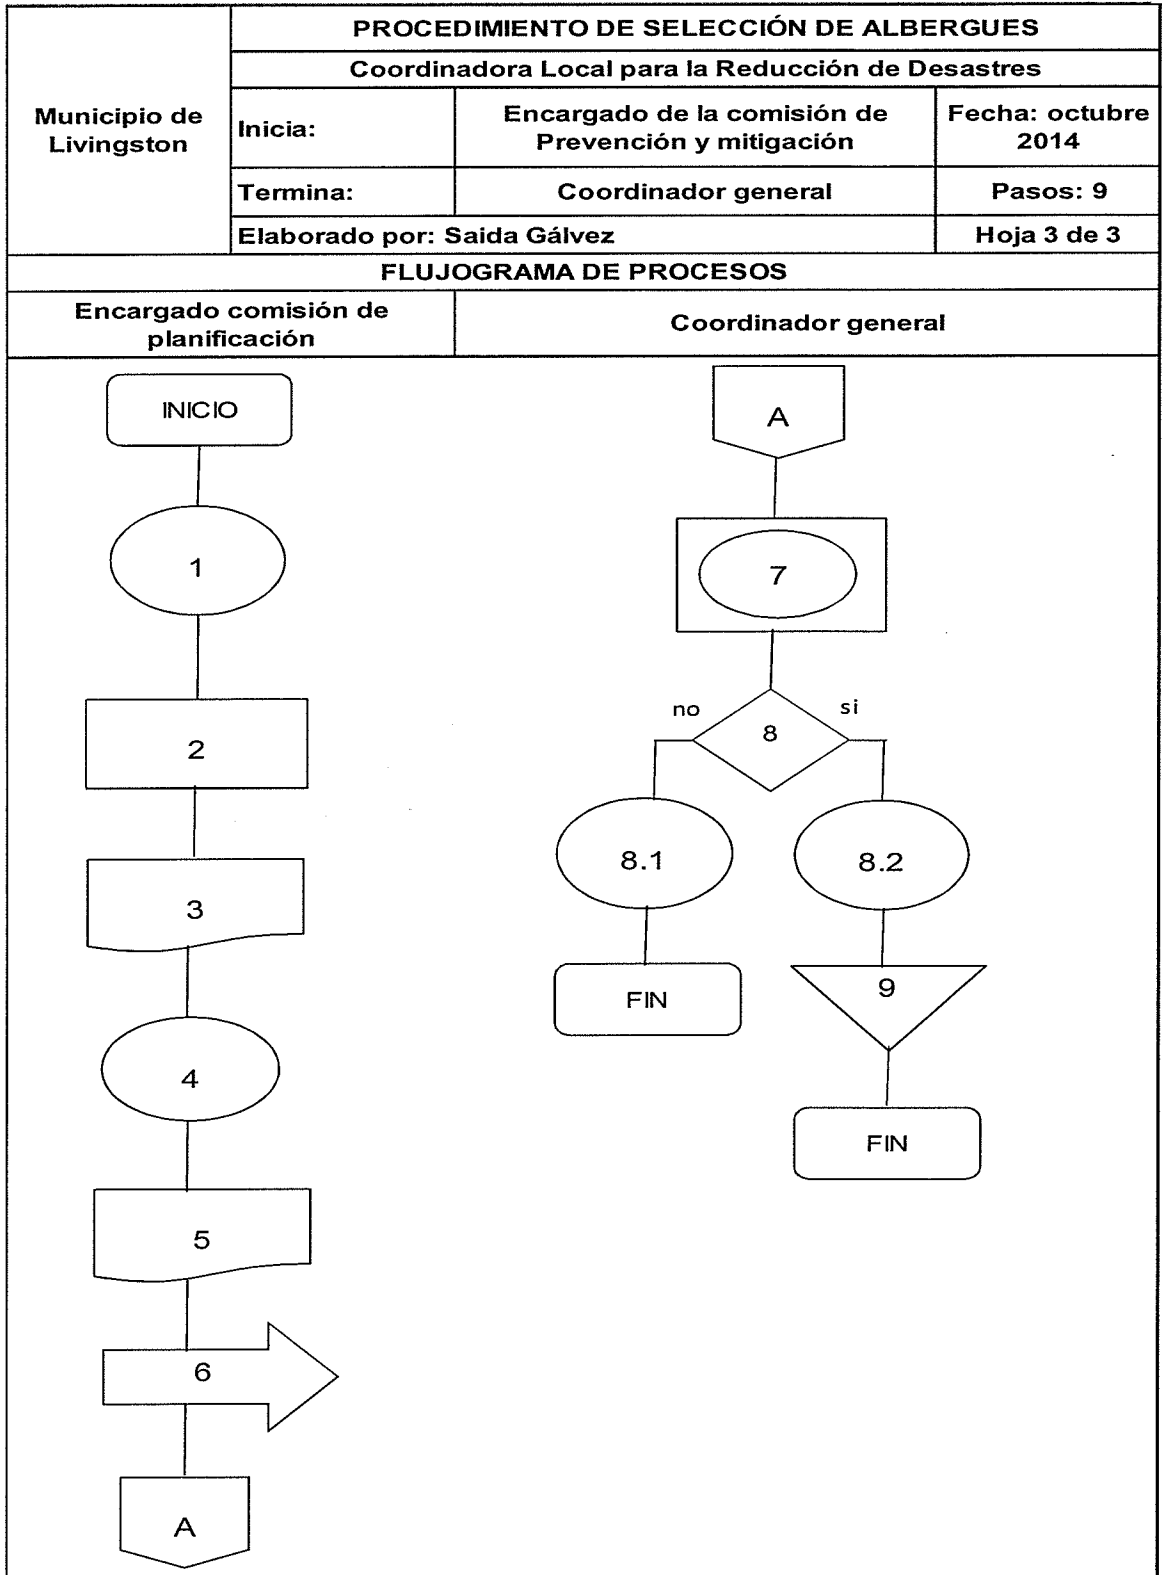 PROCEDIMIENTO DE SELECCIÓN DE ALBERGUES
Coordinadora Local para la Reducción de Desastres
Municipio de
Livingston
Inicia:
Encargado de la comisión de
Prevención y mitigación
Fecha: octubre
2014
Termina:
Coordinador general
Pasos: 9
Elaborado por: Saida Gálvez
Hoja 3 de 3
FLUJOGRAMA DE PROCESOS
Encargado comisión de
planificación
Coordinador general
INICIO
1
2
3
4
5
6
A
A
7
no
si
8
8.1
8.2
FIN
9
FIN